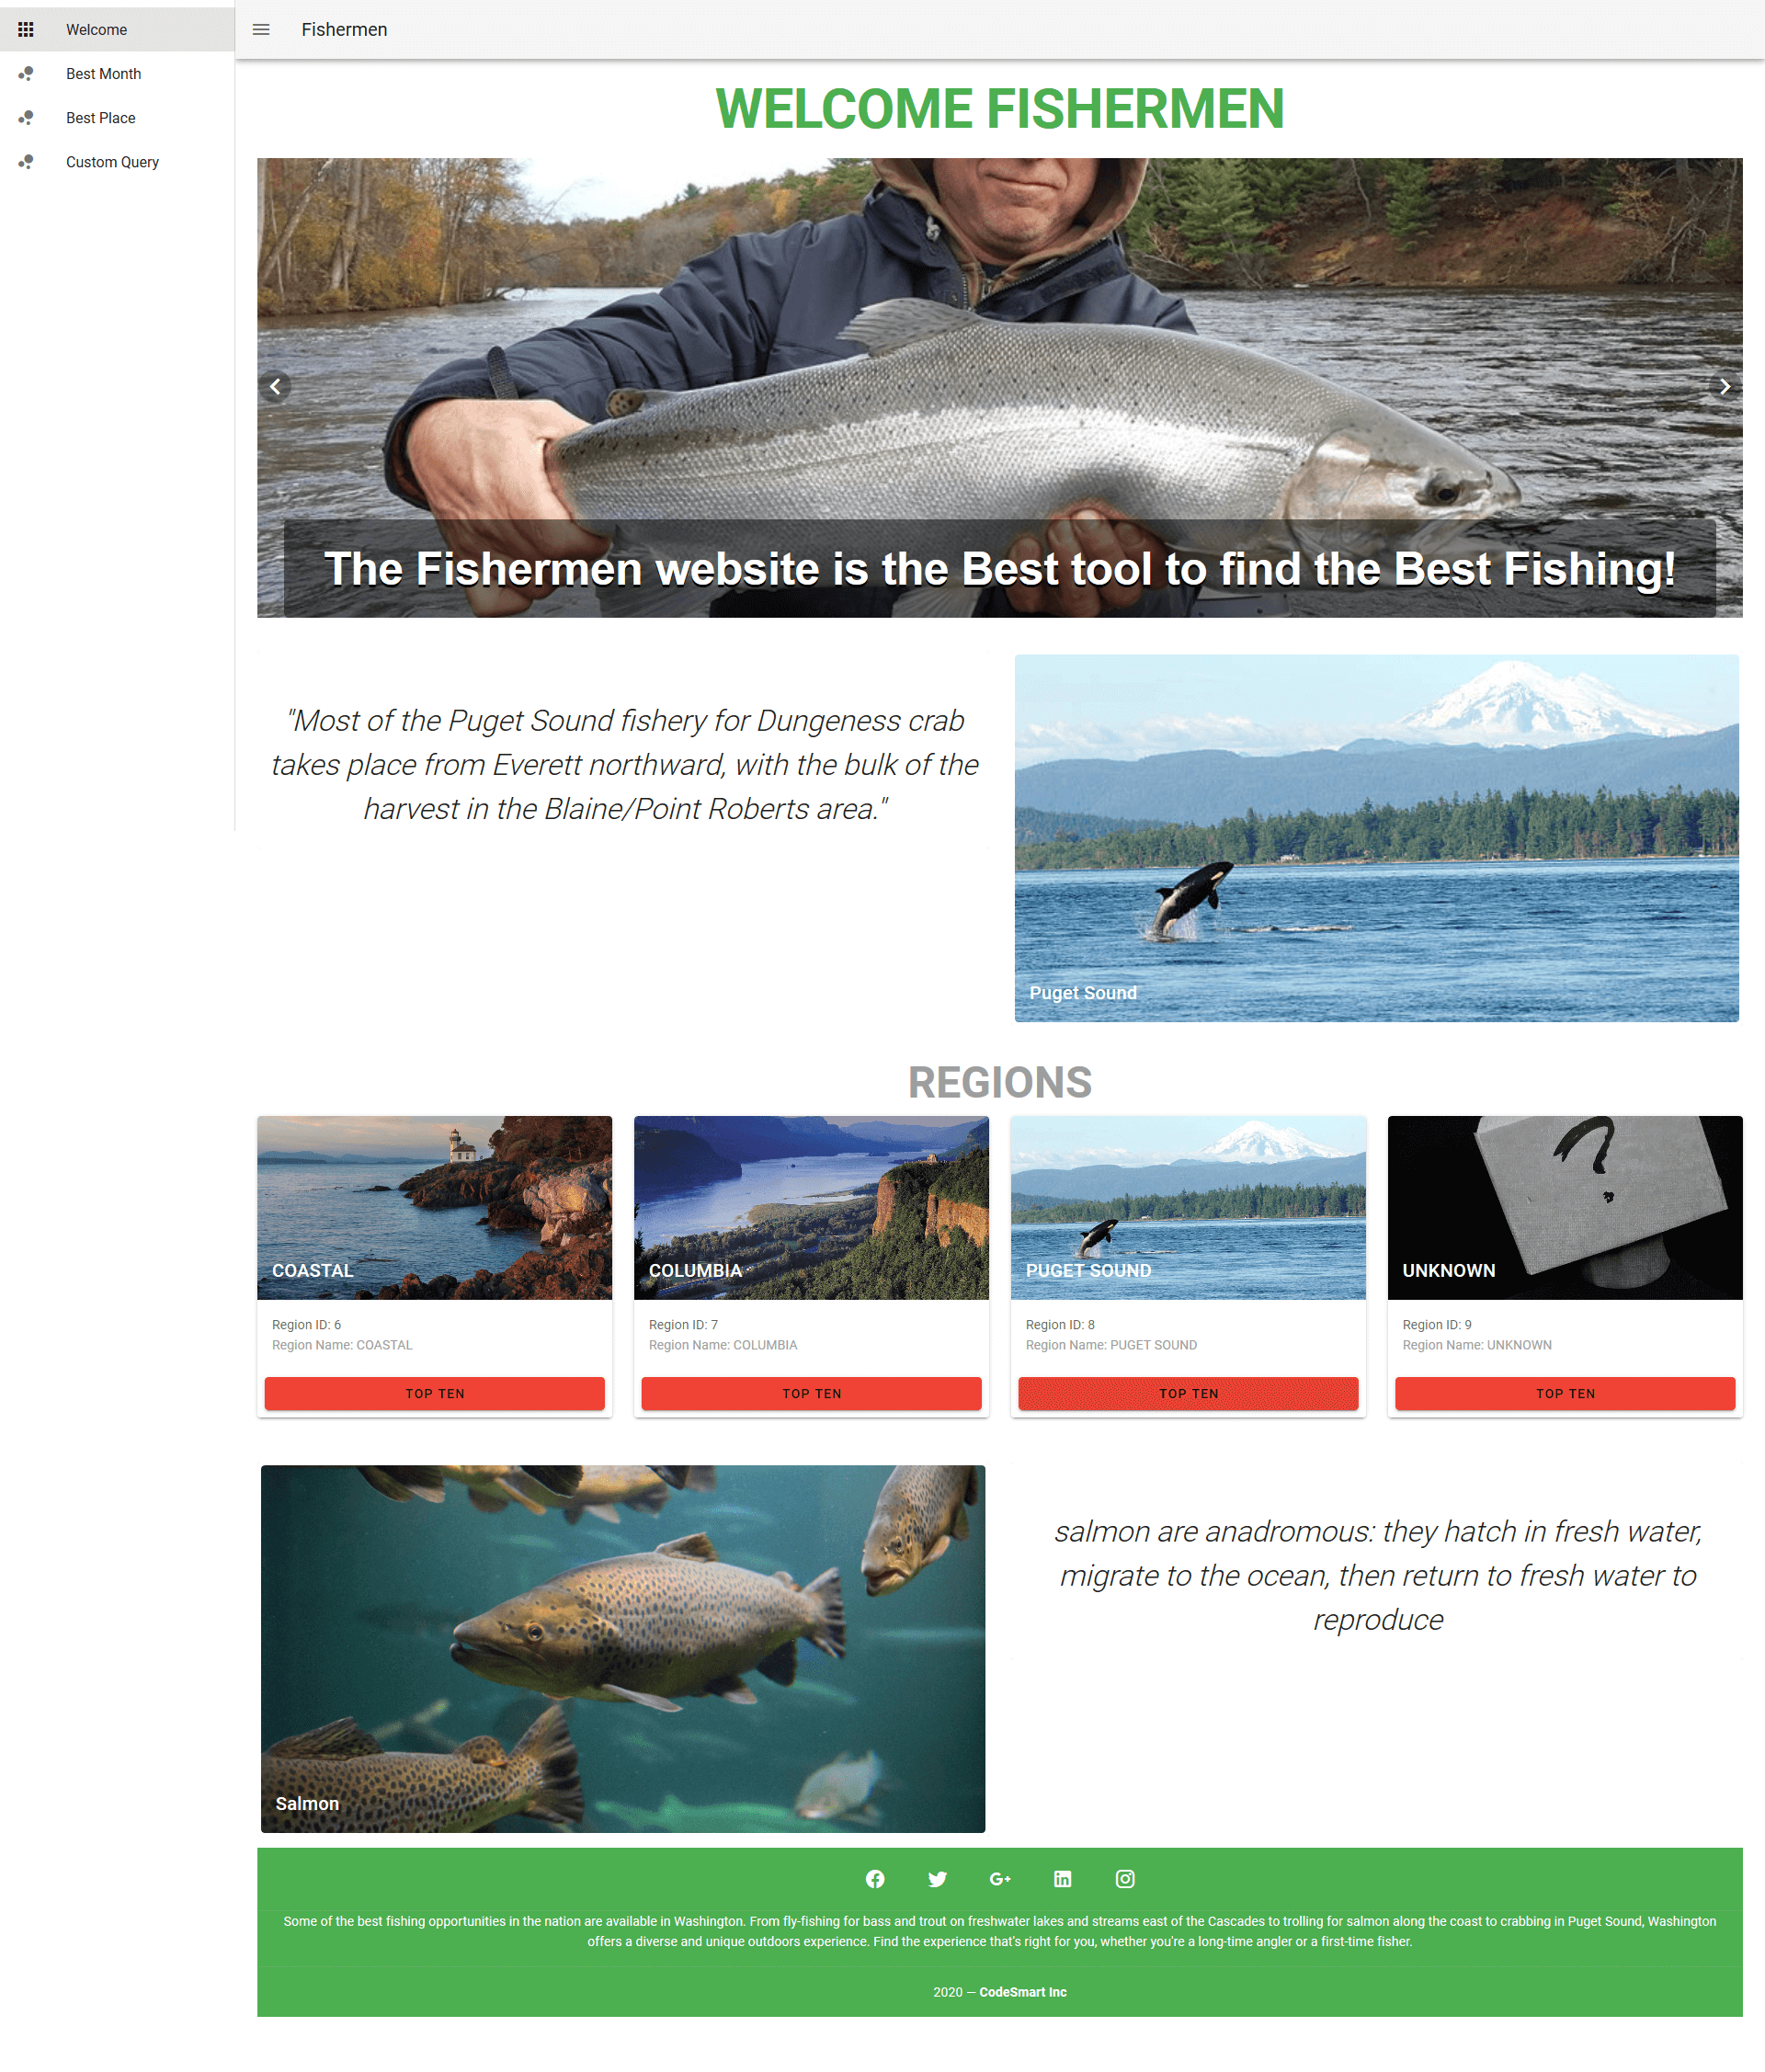 Welcome
Best Month
Best Place
Custom Query
Fishermen
WELCOME FISHERMEN
The Fishermen website is the Best tool to find the Best Fishing!
"Most of the Puget Sound fishery for Dungeness crab
takes place from Everett northward, with the bulk of the
harvest in the Blaine/Point Roberts area."
Puget Sound
REGIONS
COASTAL
Region ID: 6
Region Name: COASTAL
TOP TEN
COLUMBIA
Region ID: 7
Region Name: COLUMBIA
TOP TEN
?
PUGET SOUND
Region ID: 8
Region Name: PUGET SOUND
TOP TEN
UNKNOWN
Region ID: 9
Region Name: UNKNOWN
TOP TEN
Salmon
salmon are anadromous: they hatch in fresh water,
migrate to the ocean, then return to fresh water to
reproduce
Some of the best fishing opportunities in the nation are available in Washington. From fly-fishing for bass and trout on freshwater lakes and streams east of the Cascades to trolling for salmon along the coast to crabbing in Puget Sound, Washington
offers a diverse and unique outdoors experience. Find the experience that's right for you, whether you're a long-time angler or a first-time fisher.
2020 — CodeSmart Inc